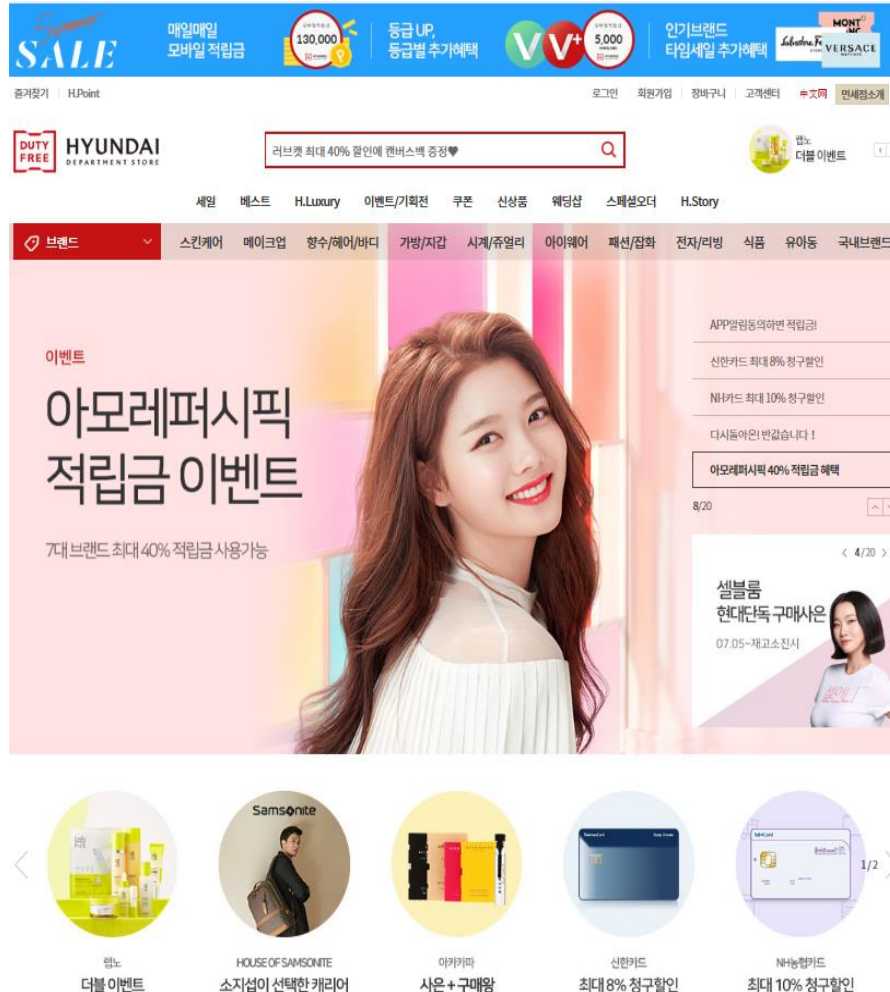 Summer
SALE
매일매일
모바일 적립금
130,000
등급 UP,
등급별 추가혜택
V V+
5,000
인기브랜드
타임세일 추가혜택
VERSACE
즐겨찾기 H.Point
로그인 회원가입 장바구니 고객센터 中文网 면세점소개
DUTY
FREE
HYUNDAI
DEPARTMENT STORE
러브캣 최대 40% 할인에 캔버스백 증정♥
랩노
더블 이벤트
세일 베스트 H.Luxury 이벤트/기획전 쿠폰 신상품 웨딩샵 스페셜오더 H.Story
브랜드 스킨케어 메이크업 향수/헤어/바디 가방/지갑 시계/쥬얼리 아이웨어 패션/잡화 전자/리빙 식품 유아동 국내브랜드
이벤트
아모레퍼시픽
적립금 이벤트
7대 브랜드 최대 40% 적립금 사용가능
APP알림동의하면 적립금!
신한카드 최대 8% 청구할인
NH카드 최대 10% 청구할인
다시돌아온! 반갑습니다 !
아모레퍼시픽 40% 적립금 혜택
8/20
4/20
셀블룸
현대단독 구매사은
07.05~재고소진시
Samsonite
1/2
랩노
더블 이벤트
HOUSE OF SAMSONITE
소지섭이 선택한 캐리어
아카카파
사은 + 구매왕
신한카드
최대 8% 청구할인
NH농협카드
최대 10% 청구할인